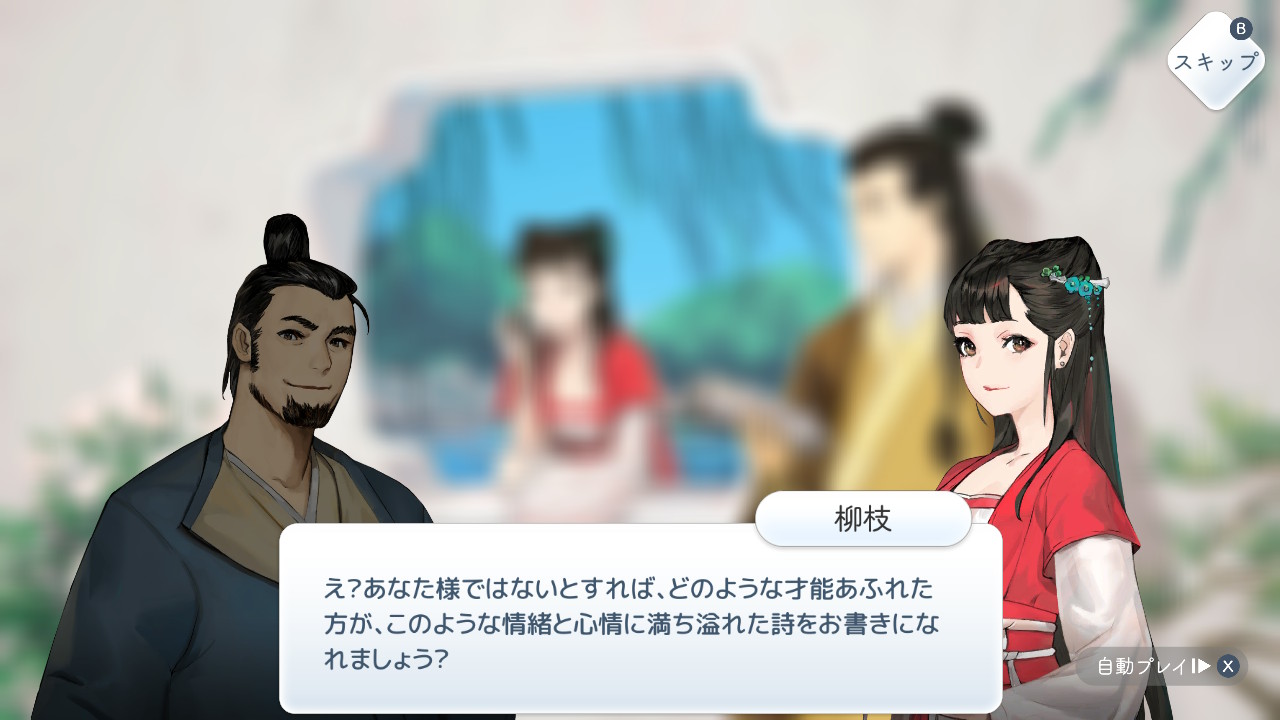 B
スキップ
柳枝
え?あなた様ではないとすれば、どのような才能あふれた
方が、このような情緒と心情に満ち溢れた詩をお書きにな
れましょう?
自動プレイ X